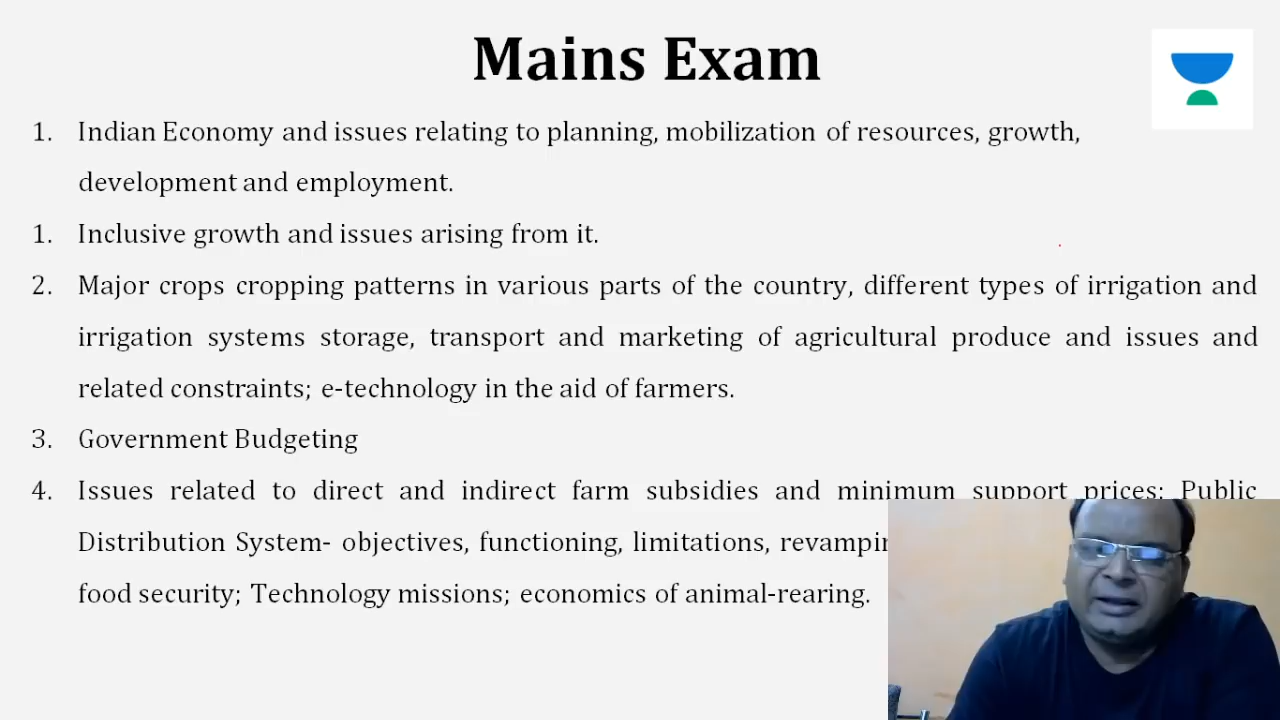 Mains Exam
1. Indian Economy and issues relating to planning, mobilization of resources, growth,
development and employment.
1. Inclusive growth and issues arising from it.
2. Major crops cropping patterns in various parts of the country, different types of irrigation and
irrigation systems storage, transport and marketing of agricultural produce and issues and
related constraints; e-technology in the aid of farmers.
3. Government Budgeting
4. Issues related to direct and indirect farm subsidies and minimum support prices; Public
Distribution System- objectives, functioning, limitations,
food security; Technology missions; economics of animal-rearing.